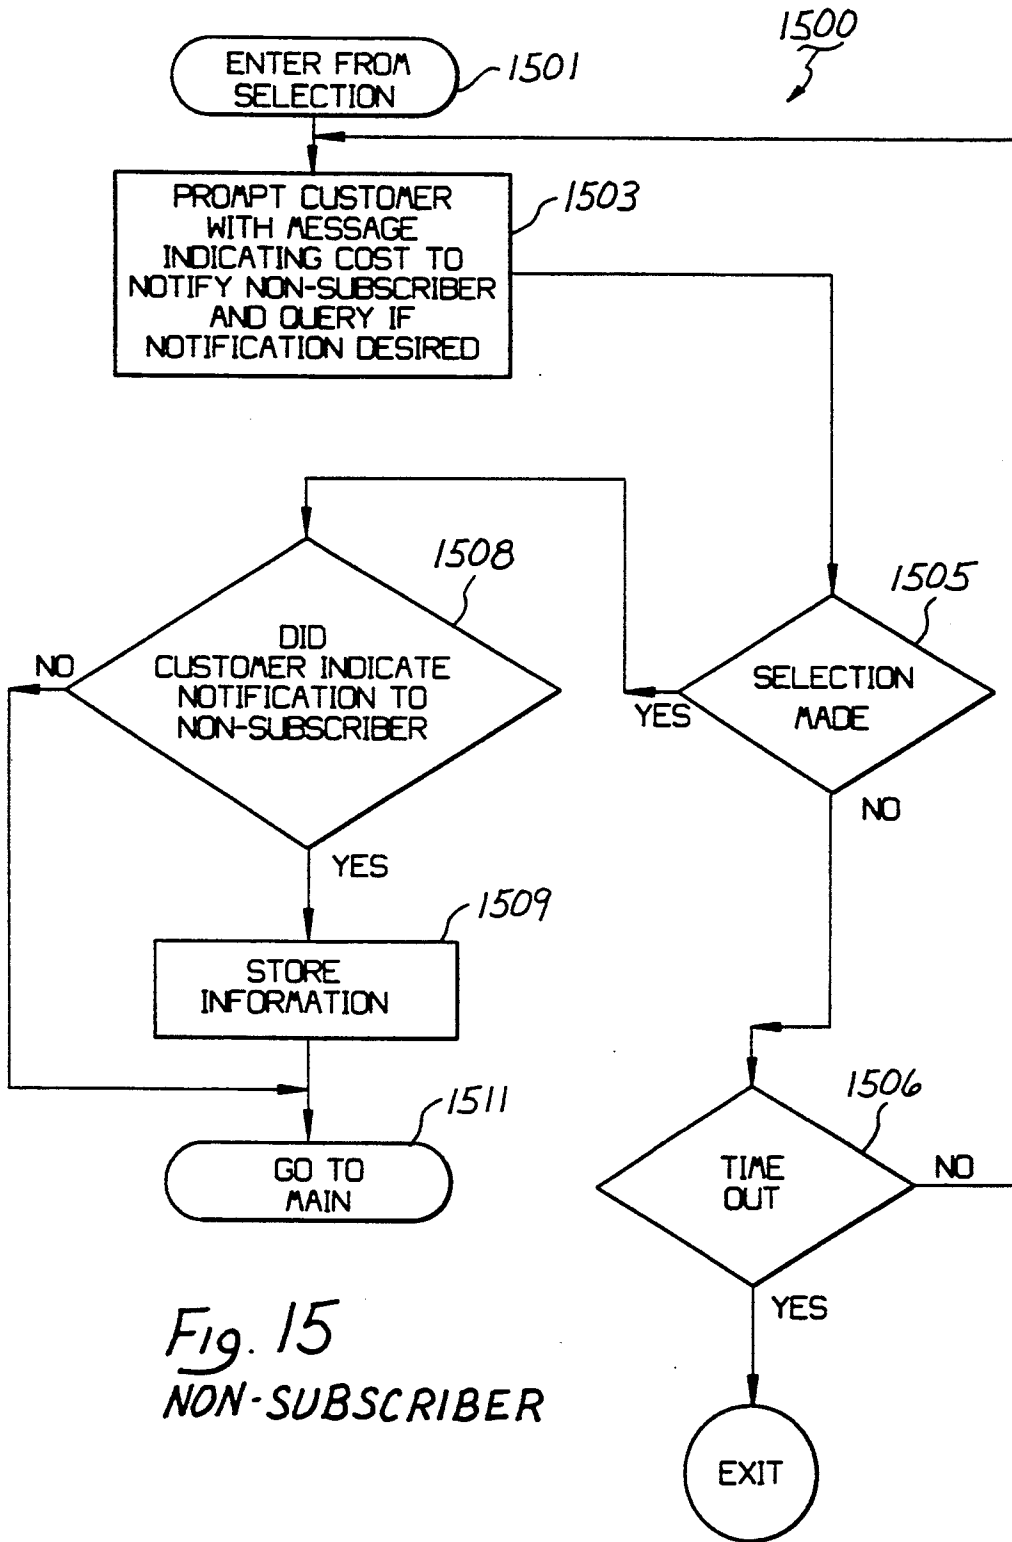 1500
ENTER FROM
SELECTION
1501
PROMPT CUSTOMER
WITH MESSAGE
INDICATING COST TO
NOTIFY NON-SUBSCRIBER
AND QUERY IF
NOTIFICATION DESIRED
1503
1508
DID
CUSTOMER INDICATE
NOTIFICATION TO
NON-SUBSCRIBER
NO
YES
1505
SELECTION
MADE
YES
NO
1509
STORE
INFORMATION
1511
GO TO
MAIN
1506
TIME
OUT
NO
YES
EXIT
Fig. 15
NON-SUBSCRIBER